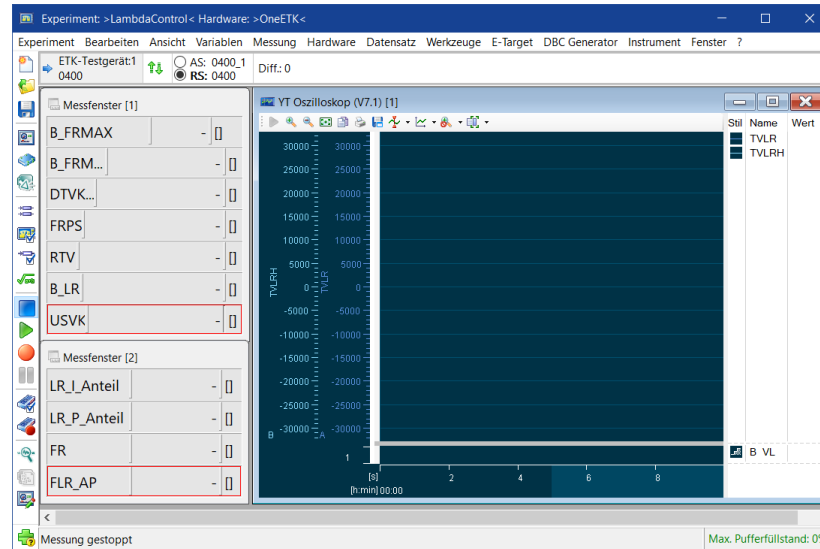 Experiment: >LambdaControl< Hardware: >OneETK<
Experiment Bearbeiten Ansicht Variablen Messung Hardware Datensatz Werkzeuge E-Target DBC Generator Instrument Fenster ?
ETK-Testgerät:1
0400
AS: 0400_1
RS: 0400
Diff.: 0
Messfenster [1]
B_FRMAX - []
B_FRM... - []
DTVK... - []
FRPS - []
RTV - []
B_LR - []
USVK - []
Messfenster [2]
LR_I_Anteil - []
LR_P_Anteil - []
FR - []
FLR_AP - []
YT Oszilloskop (V7.1) [1]
30000 30000
25000 25000
20000 20000
15000 15000
10000 10000
5000 5000
0 0
-5000 -5000
-10000 -10000
-15000 -15000
-20000 -20000
-25000 -25000
-30000 -30000
TVLRH
TVLR
B A
1
[s] 2 4 6 8
[h:min] 00:00
Stil Name Wert
TVLR
TVLRH
B VL
Messung gestoppt
Max. Pufferfüllstand: 0%